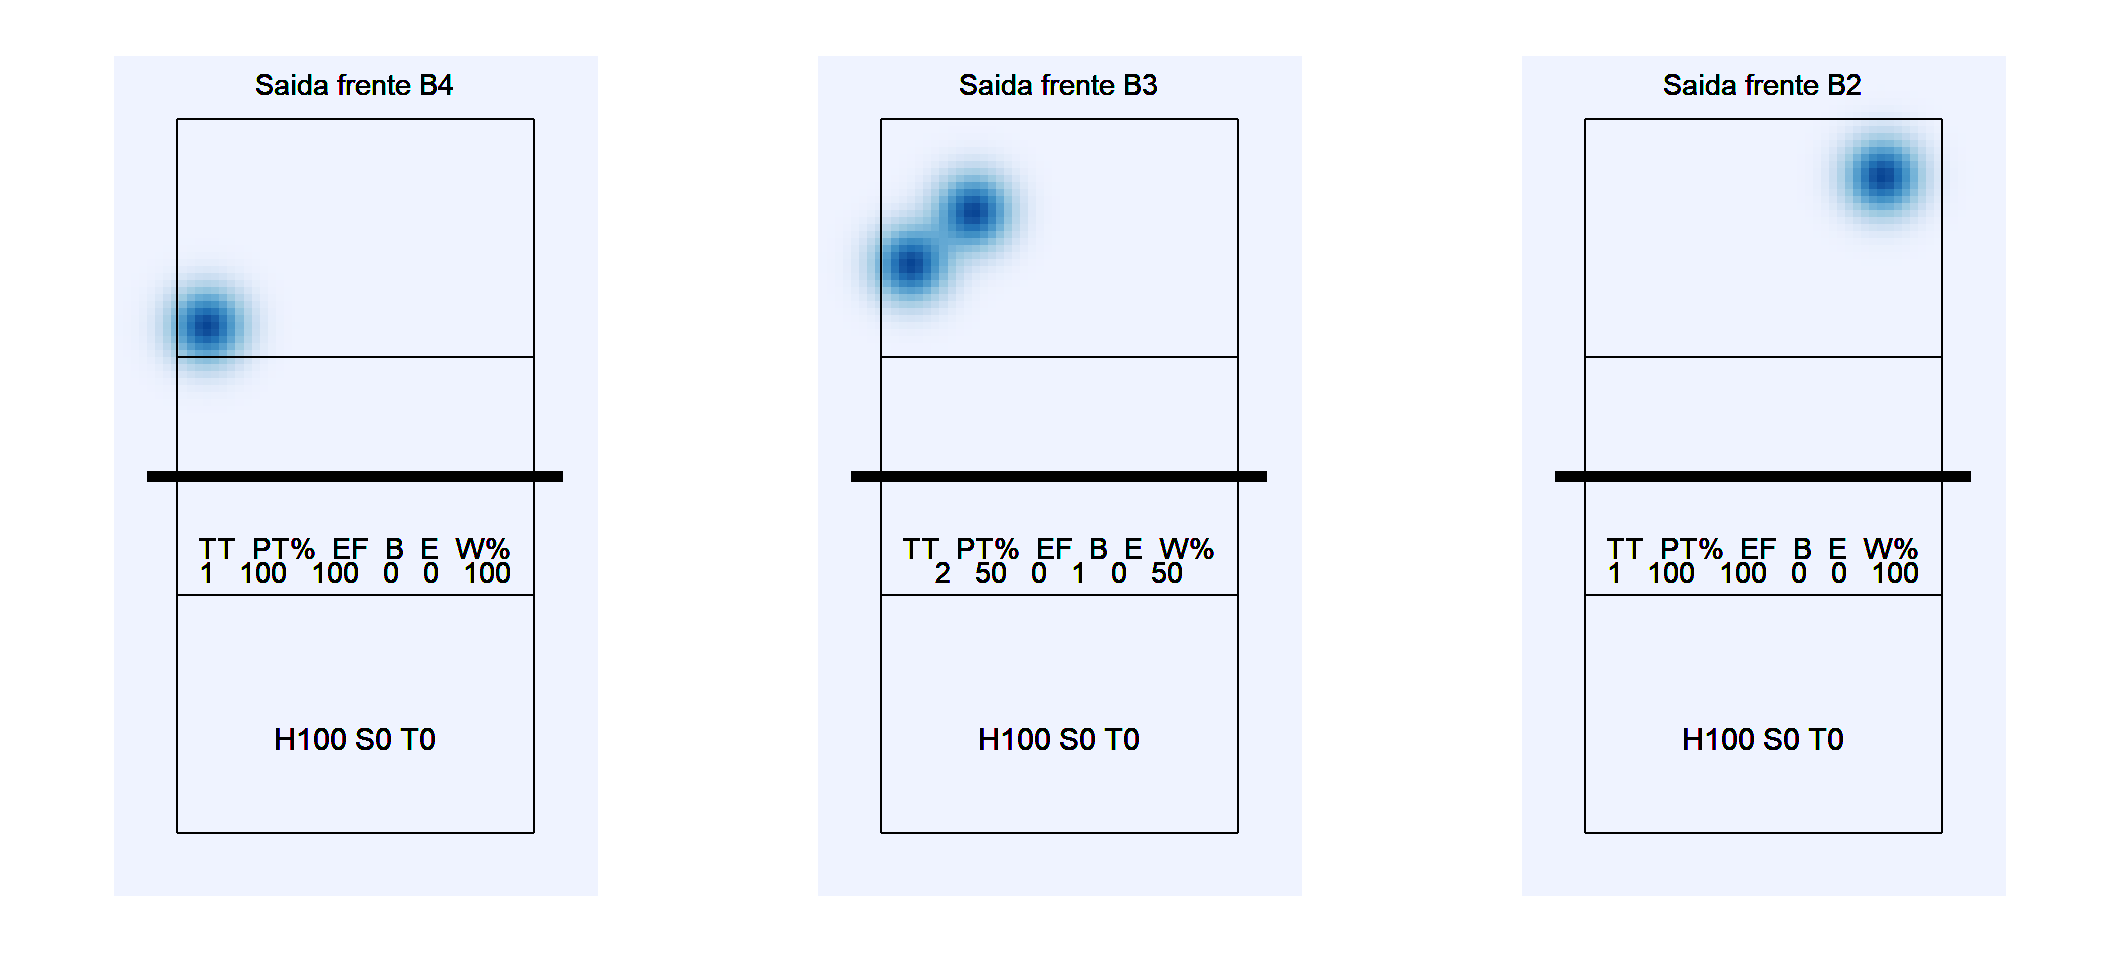 Saida frente B4
TT PT% EF B E W%
1 100 100 0 0 100
H100 S0 T0
Saida frente B3
TT PT% EF B E W%
2 50 0 1 0 50
H100 S0 T0
Saida frente B2
TT PT% EF B E W%
1 100 100 0 0 100
H100 S0 T0